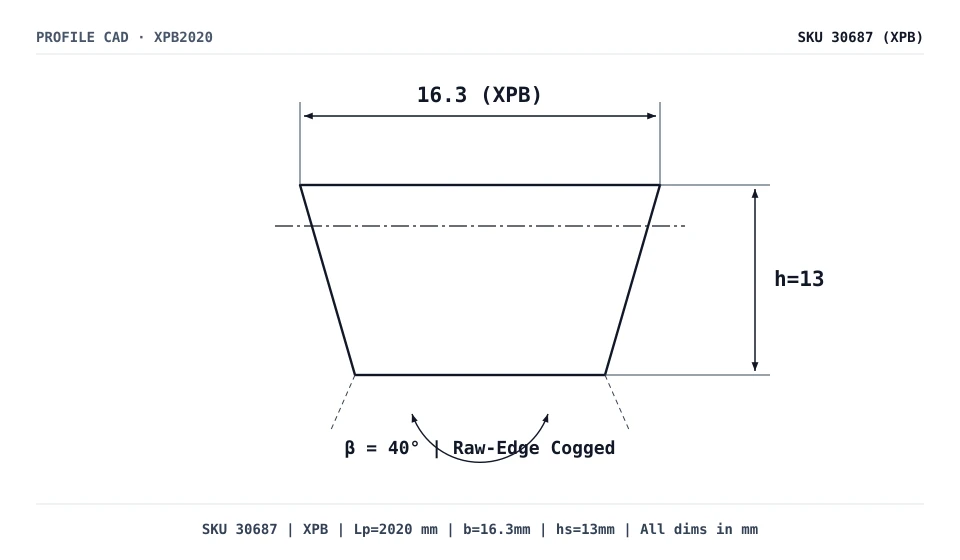 PROFILE CAD · XPB2020
SKU 30687 (XPB)
16.3 (XPB)
h=13
β = 40° | Raw-Edge Cogged
SKU 30687 | XPB | Lp=2020 mm | b=16.3mm | hs=13mm | All dims in mm